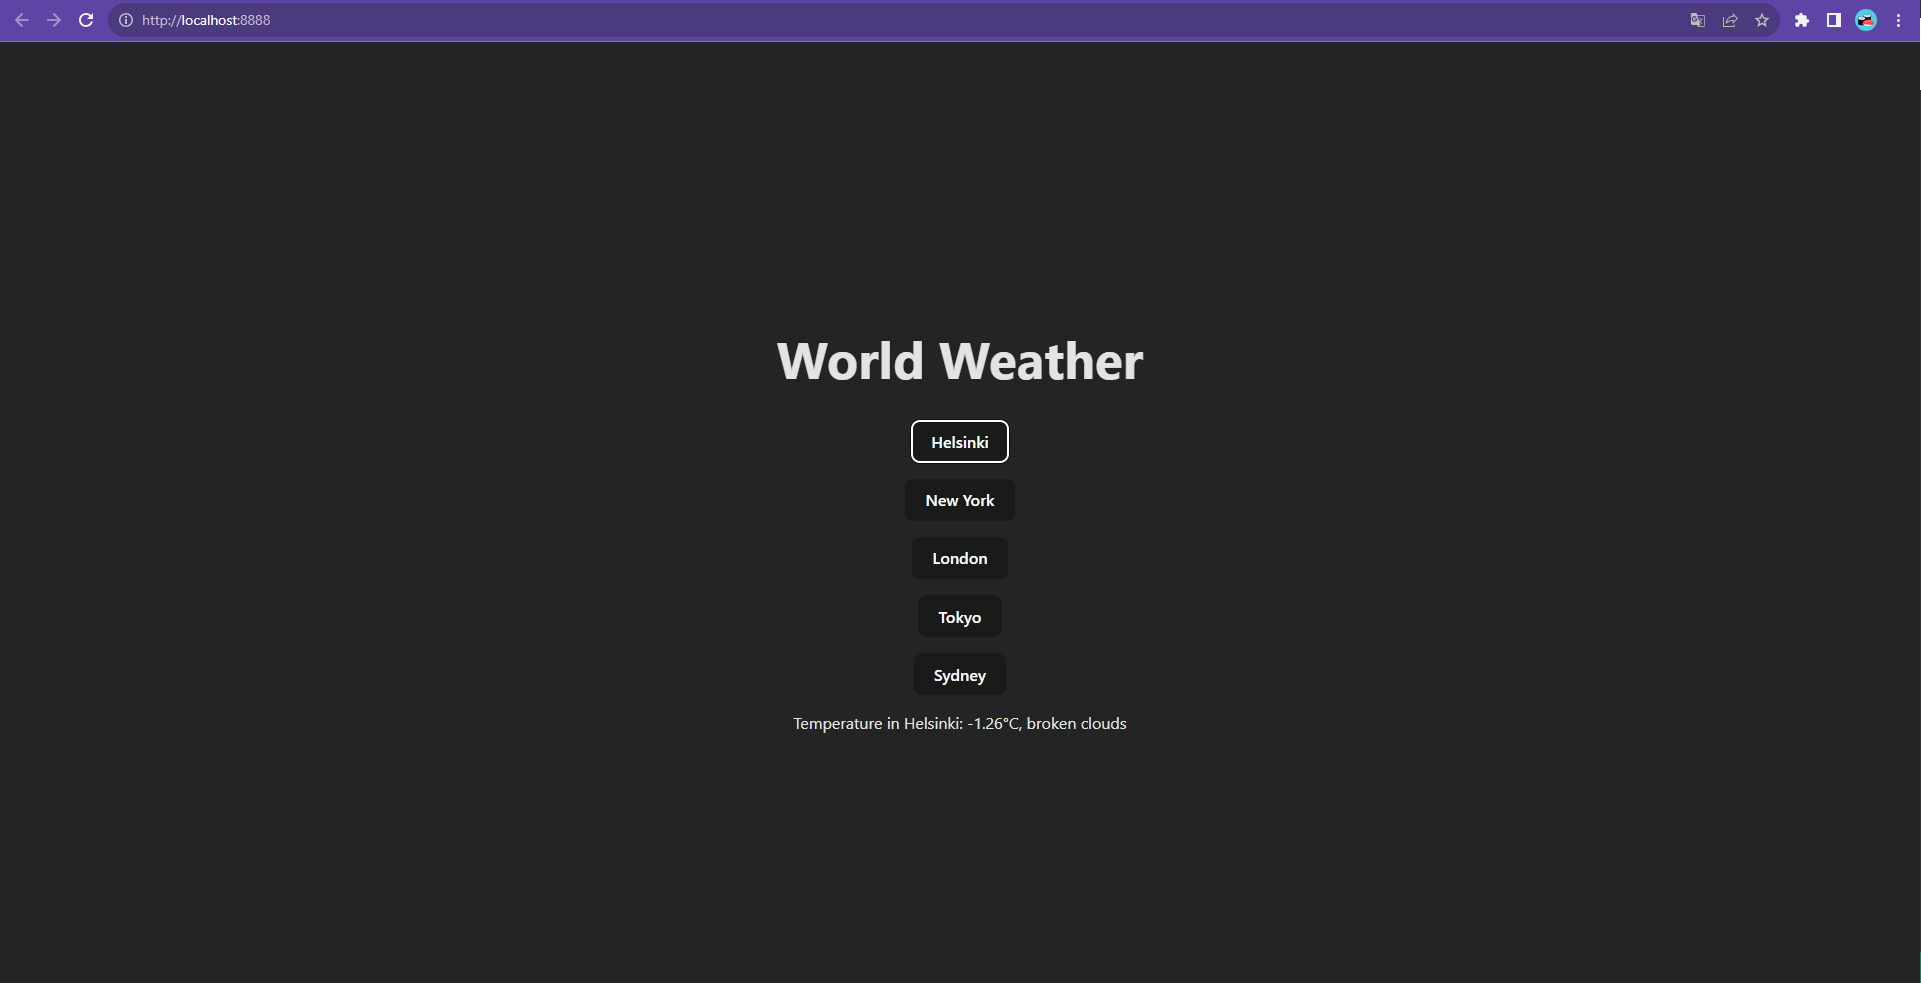 http://localhost:8888
World Weather
Helsinki
New York
London
Tokyo
Sydney
Temperature in Helsinki: -1.26°C, broken clouds